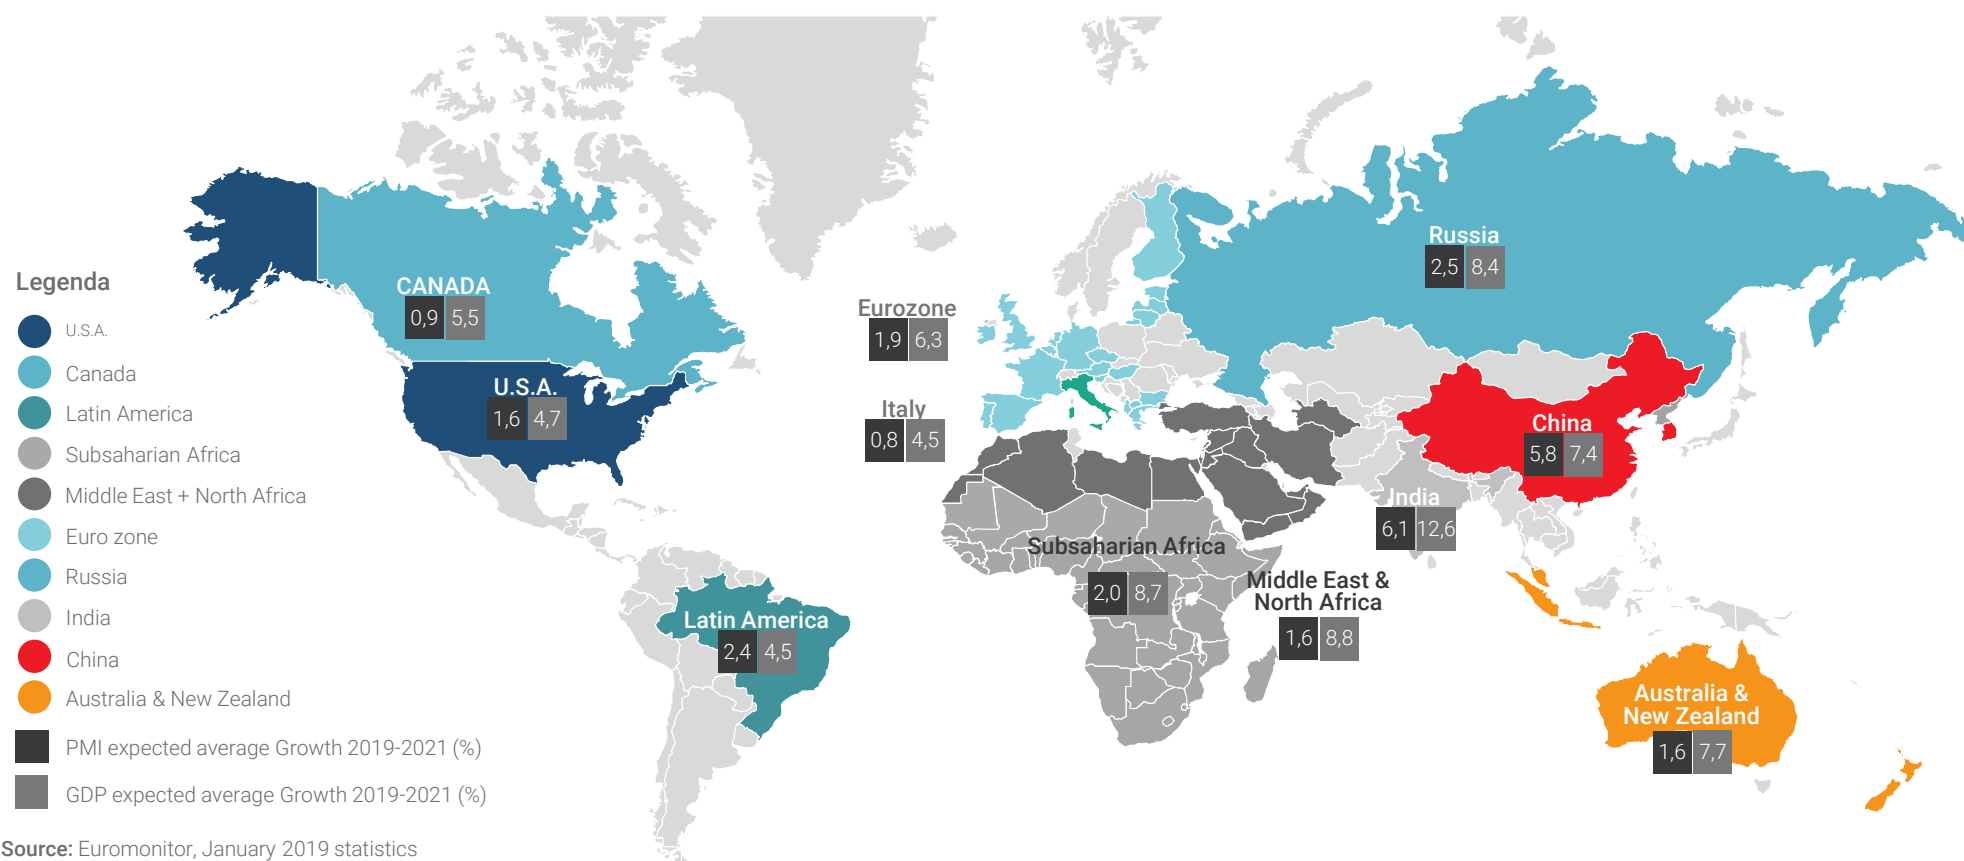 Legenda
U.S.A.
Canada
Latin America
Subsaharian Africa
Middle East + North Africa
Euro zone
Russia
India
China
Australia & New Zealand
PMI expected average Growth 2019-2021 (%)
GDP expected average Growth 2019-2021 (%)
Source: Euromonitor, January 2019 statistics
CANADA
0,9 5,5
U.S.A.
1,6 4,7
Latin America
2,4 4,5
Eurozone
1,9 6,3
Italy
0,8 4,5
Subsaharian Africa
2,0 8,7
Middle East &
North Africa
1,6 8,8
Russia
2,5 8,4
China
5,8 7,4
India
6,1 12,6
Australia &
New Zealand
1,6 7,7